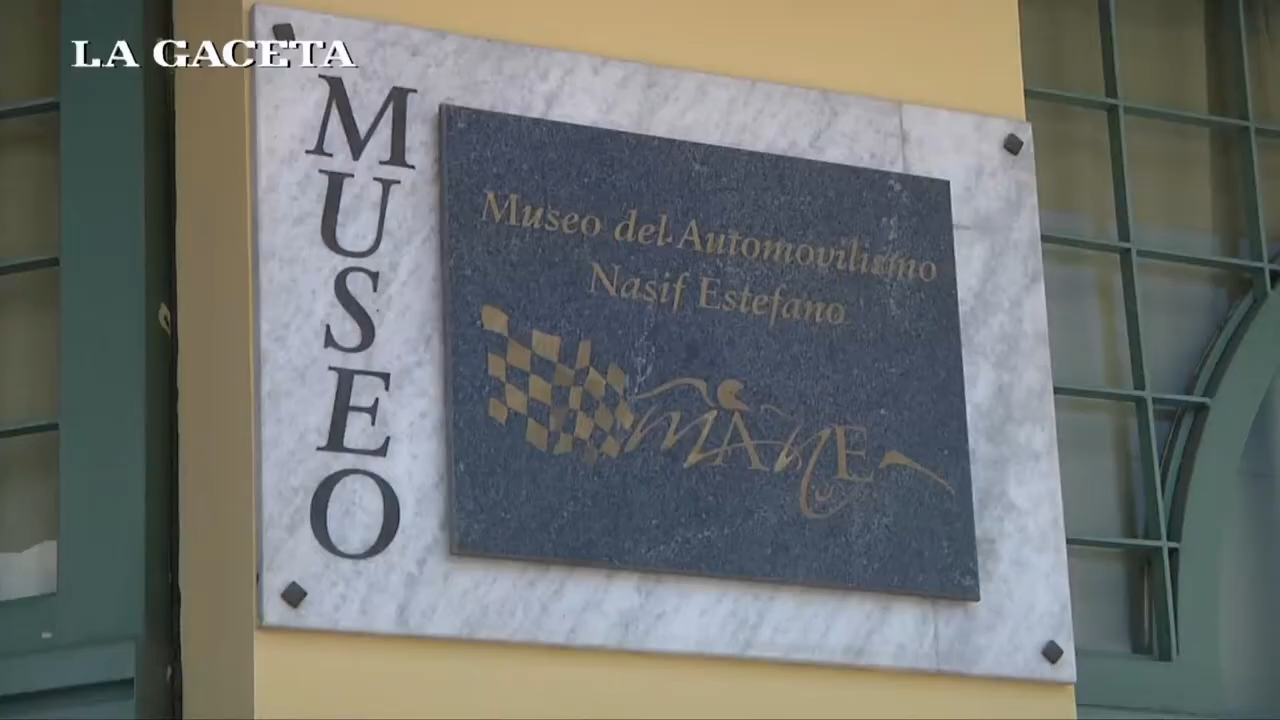 LA GACETA
MUSEO
Museo del Automovilismo
Nasif Estefano
MANE